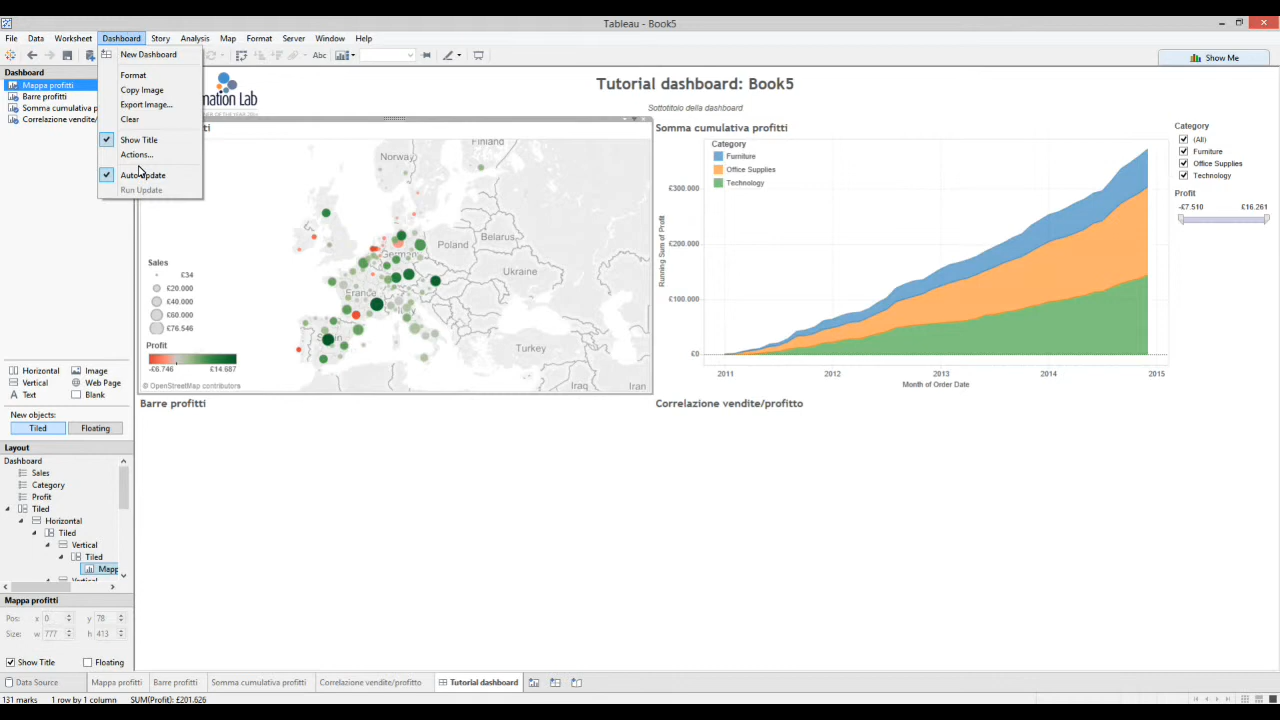 Tableau - Book5
File Data Worksheet Dashboard Story Analysis Map Format Server Window Help
Abc
Show Me
Dashboard
Mappa profitti
Barre profitti
Somma cumulativa p
Correlazione vendite/
New Dashboard
Format
Copy Image
Export Image...
Clear
Show Title
Actions...
Auto Update
Run Update
mation Lab
Tutorial dashboard: Book5
Sottotitolo della dashboard
ti
Norway
Finland
Belarus
Poland
Germany
Ukraine
France
Italy
Spain
Turkey
Iraq
Iran
Sales
£34
£20.000
£40.000
£60.000
£76.546
Profit
-£6.746 £14.687
© OpenStreetMap contributors
Somma cumulativa profitti
Category
Furniture
Office Supplies
Technology
Running Sum of Profit
£300.000
£200.000
£100.000
£0
2011 2012 2013 2014 2015
Month of Order Date
Category
(All)
Furniture
Office Supplies
Technology
Profit
-£7.510 £16.261
Barre profitti
Correlazione vendite/profitto
Horizontal Image
Vertical Web Page
A Text Blank
New objects:
Tiled Floating
Layout
Dashboard
Sales
Category
Profit
Tiled
Horizontal
Tiled
Vertical
Tiled
Mapp
Vertical
Mappa profitti
Pos: x 0 y 78
Size: w 777 h 413
Show Title Floating
Data Source Mappa profitti Barre profitti Somma cumulativa profitti Correlazione vendite/profitto Tutorial dashboard
131 marks 1 row by 1 column SUM(Profit): £201.626